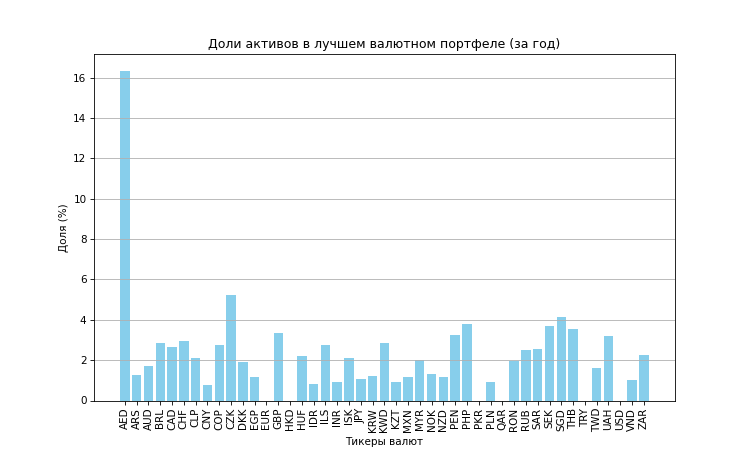 Доли активов в лучшем валютном портфеле (за год)
16
14
12
10
8
6
4
2
0
Доля (%)
AED ARS AUD BRL CAD CHF CLP CNY COP CZK DKK EGP EUR GBP HKD HUF IDR ILS INR ISK JPY KRW KWD KZT MXN MYR NOK NZD PEN PHP PKR PLN QAR RON RUB SAR SEK SGD THB TRY TWD UAH USD VND ZAR
Тикеры валют